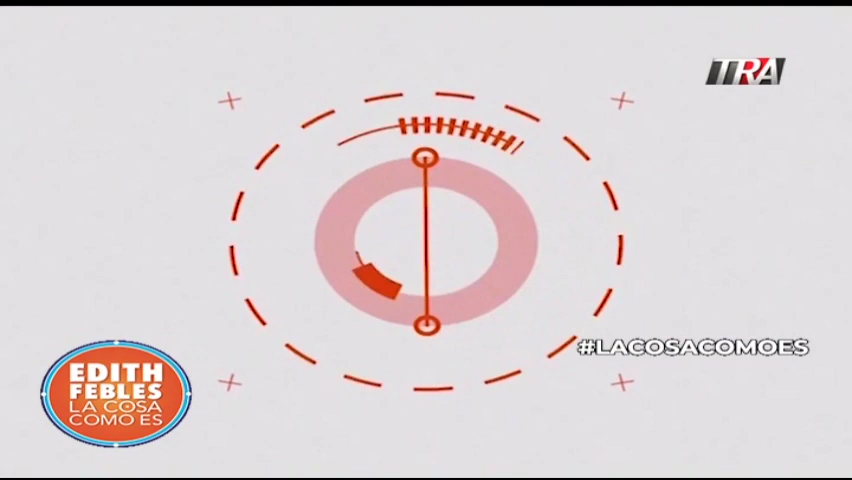 TRA
#LACOSACOMOES
EDITH
FEBLES
LA COSA
COMO ES